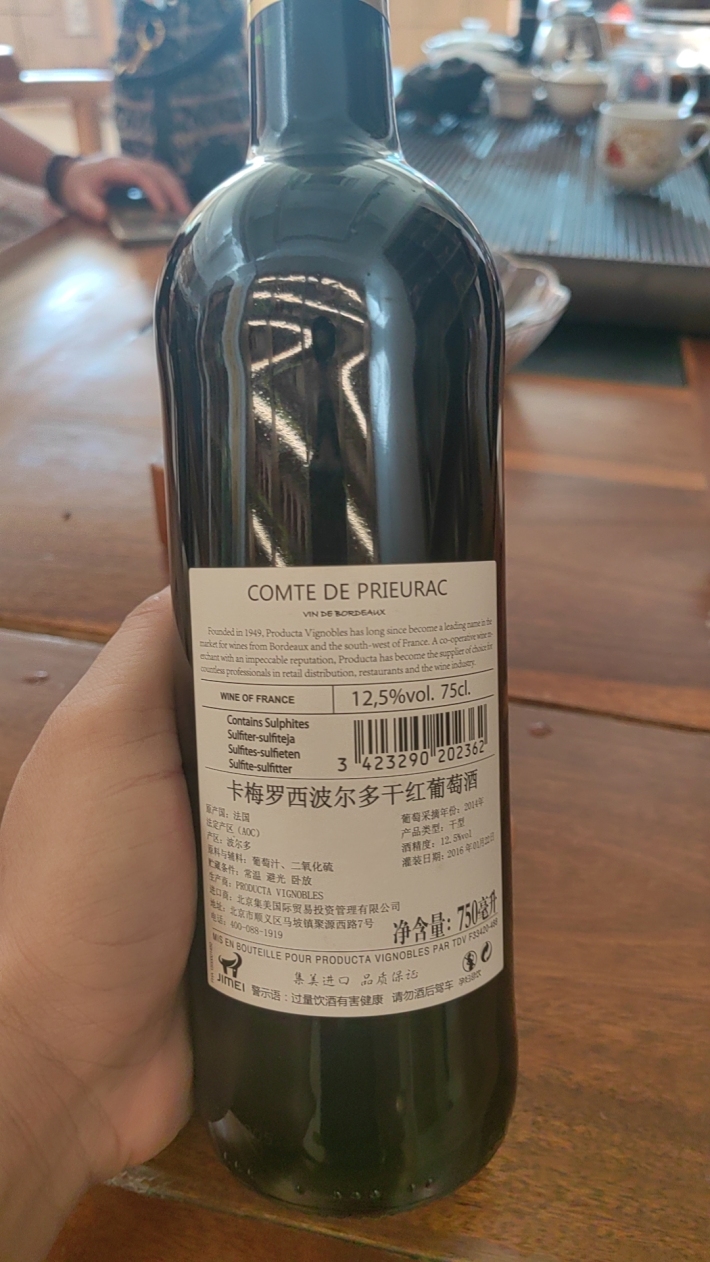 COMTE DE PRIEURAC
VIN DE BORDEAUX
Founded in 1949, Producta Vignobles has long since become a leading name in the
market for wines from Bordeaux and the south-west of France. A co-operative wine
merchant with an impeccable reputation, Producta has become the supplier of choice for
countless professionals in retail distribution, restaurants and the wine industry.
WINE OF FRANCE
12,5%vol. 75cl.
Contains Sulphites
Sulfiter-sulfiteja
Sulfites-sulfieten
Sulfite-sulfitter
3 423290 202362
卡梅罗西波尔多干红葡萄酒
原产国：法国
法定产区（AOC）
产区：波尔多
原料与辅料：葡萄汁、二氧化硫
贮藏条件：常温 避光 卧放
生产商：PRODUCTA VIGNOBLES
进口商：北京集美国际贸易投资管理有限公司
地址：北京市顺义区马坡镇聚源西路7号
电话：400-088-1919
葡萄采摘年份：2014年
产品类型：干型
酒精度：12.5%vol
灌装日期：2016年01月22日
净含量：750毫升
MIS EN BOUTEILLE POUR PRODUCTA VIGNOBLES PAR TDV F33420-488
JIMEI
集美进口 品质保证
警示语：过量饮酒有害健康 请勿酒后驾车